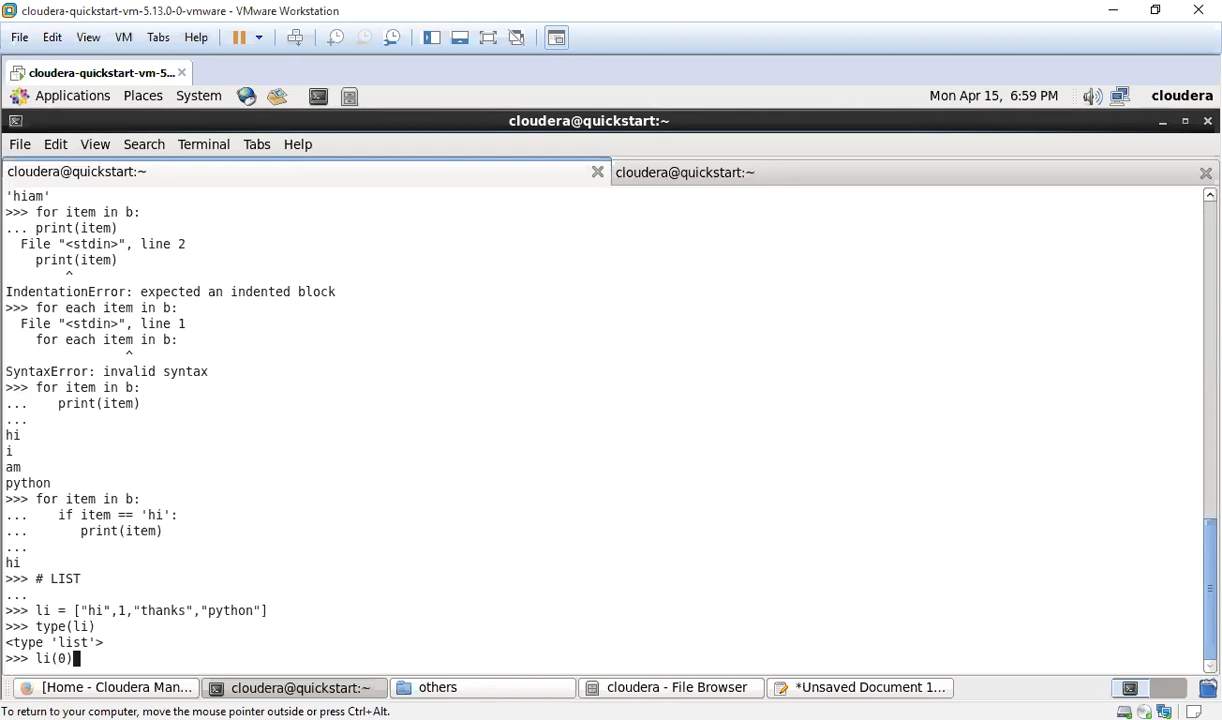 cloudera-quickstart-vm-5.13.0-0-vmware - VMware Workstation
File Edit View VM Tabs Help
cloudera-quickstart-vm-5...
Applications Places System Mon Apr 15, 6:59 PM cloudera
cloudera@quickstart:~
File Edit View Search Terminal Tabs Help
cloudera@quickstart:~ cloudera@quickstart:~
'hiam'
>>> for item in b:
... print(item)
  File "<stdin>", line 2
    print(item)
        ^
IndentationError: expected an indented block
>>> for each item in b:
  File "<stdin>", line 1
    for each item in b:
                ^
SyntaxError: invalid syntax
>>> for item in b:
...    print(item)
...
hi
i
am
python
>>> for item in b:
...    if item == 'hi':
...       print(item)
...
hi
>>> # LIST
...
>>> li = ["hi",1,"thanks","python"]
>>> type(li)
<type 'list'>
>>> li(0)
[Home - Cloudera Man... cloudera@quickstart:~ others cloudera - File Browser *Unsaved Document 1...
To return to your computer, move the mouse pointer outside or press Ctrl+Alt.